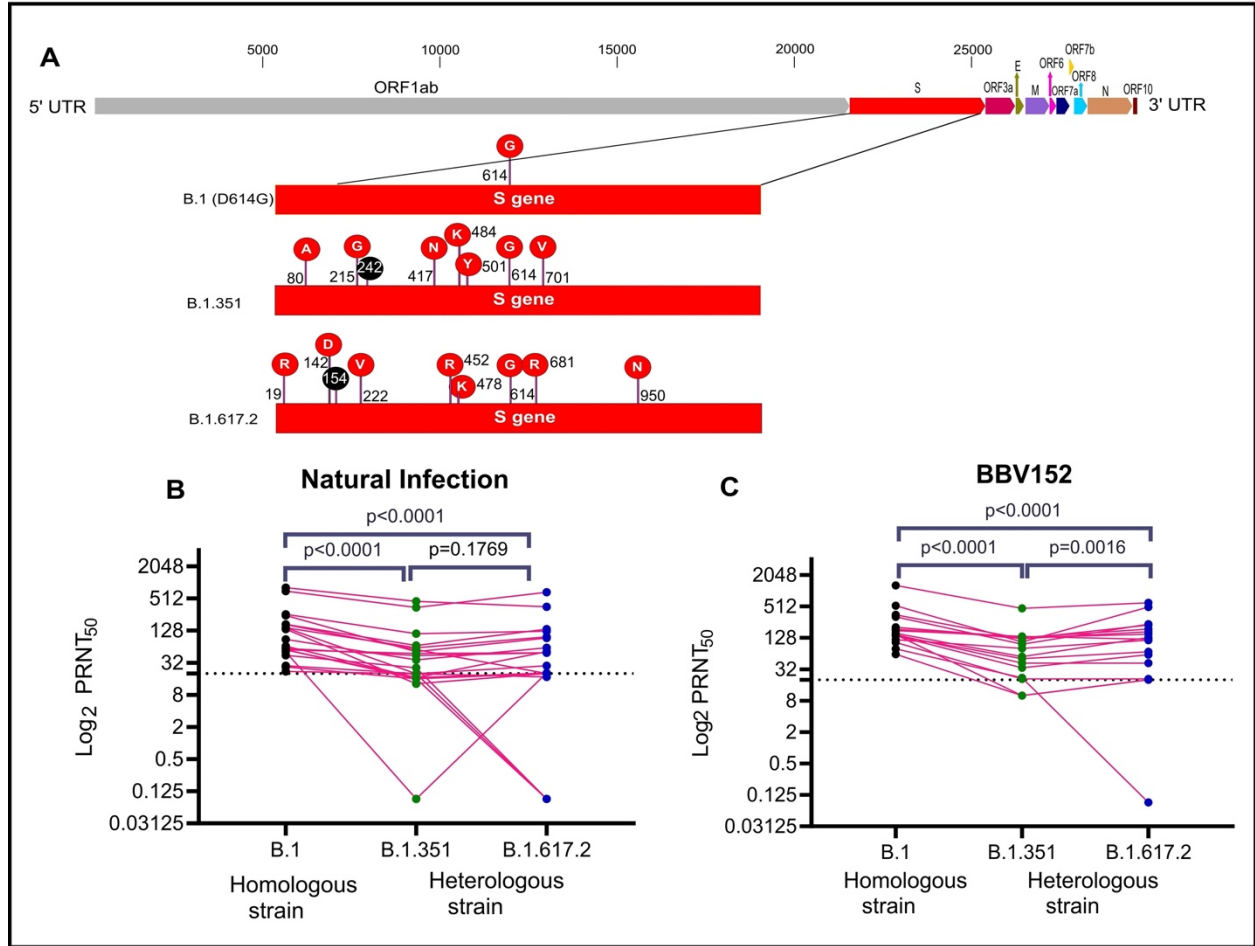 A
5000 10000 15000 20000 25000
ORF7b
E ORF6 ORF8
ORF1ab S ORF3a M ORF7a N ORF10
5' UTR 3' UTR
G
614
B.1 (D614G) S gene
A G 242 N K 484 Y 501 G V
80 215 417 614 701
B.1.351 S gene
R D 142 154 V R 452 K 478 G R 681 N
19 222 614 950
B.1.617.2 S gene
B Natural Infection
p<0.0001
p<0.0001 p=0.1769
Log2 PRNT50
2048
512
128
32
8
2
0.5
0.125
0.03125
B.1 B.1.351 B.1.617.2
Homologous Heterologous
strain strain
C BBV152
p<0.0001
p<0.0001 p=0.0016
Log2 PRNT50
2048
512
128
32
8
2
0.5
0.125
0.03125
B.1 B.1.351 B.1.617.2
Homologous Heterologous
strain strain